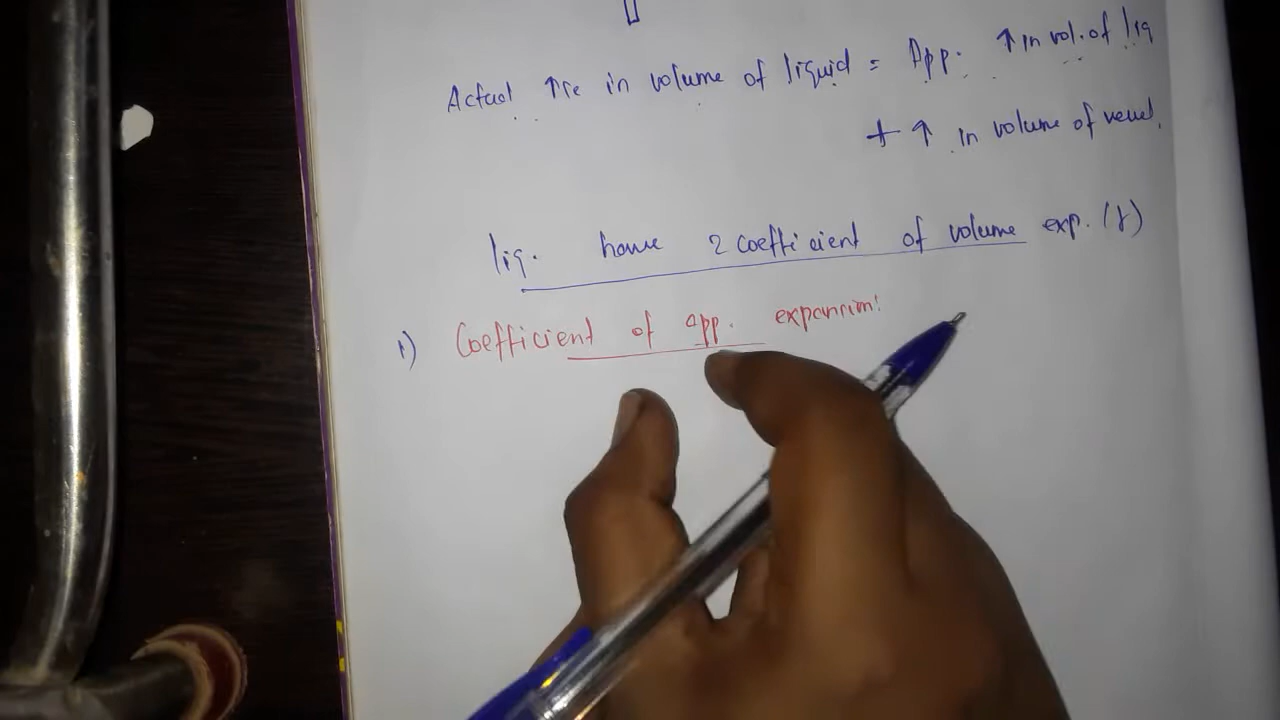 Actual ↑se in volume of liquid = App. ↑ in vol. of liq
+ ↑ in volume of vessel.
liq. have 2 coefficient of volume exp. (γ)
1) Coefficient of app. expansion: